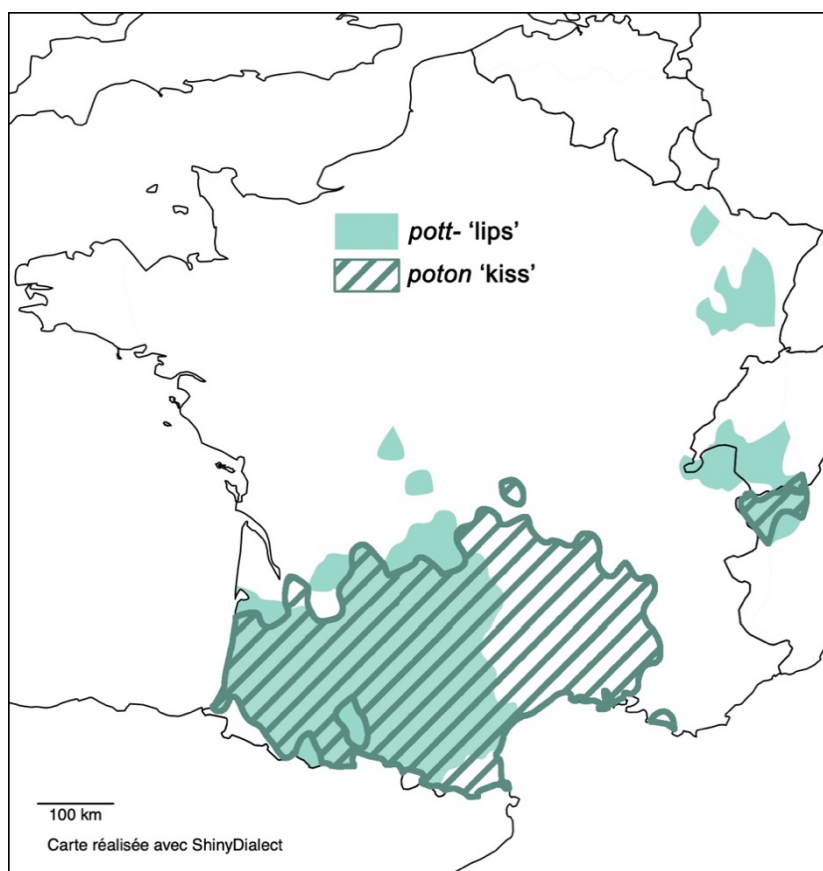 pott- ‘lips’
poton ‘kiss’
100 km
Carte réalisée avec ShinyDialect